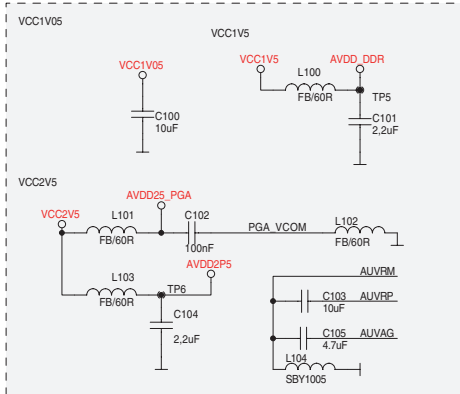 VCC1V05
VCC1V5
VCC1V05
VCC1V5
AVDD_DDR
L100
FB/60R
TP5
C100
10uF
C101
2,2uF
VCC2V5
AVDD25_PGA
VCC2V5
L101
FB/60R
C102
100nF
PGA_VCOM
L102
FB/60R
L103
FB/60R
TP6
AVDD2P5
C104
2,2uF
AUVRM
C103
10uF
AUVRP
C105
4.7uF
AUVAG
L104
SBY1005